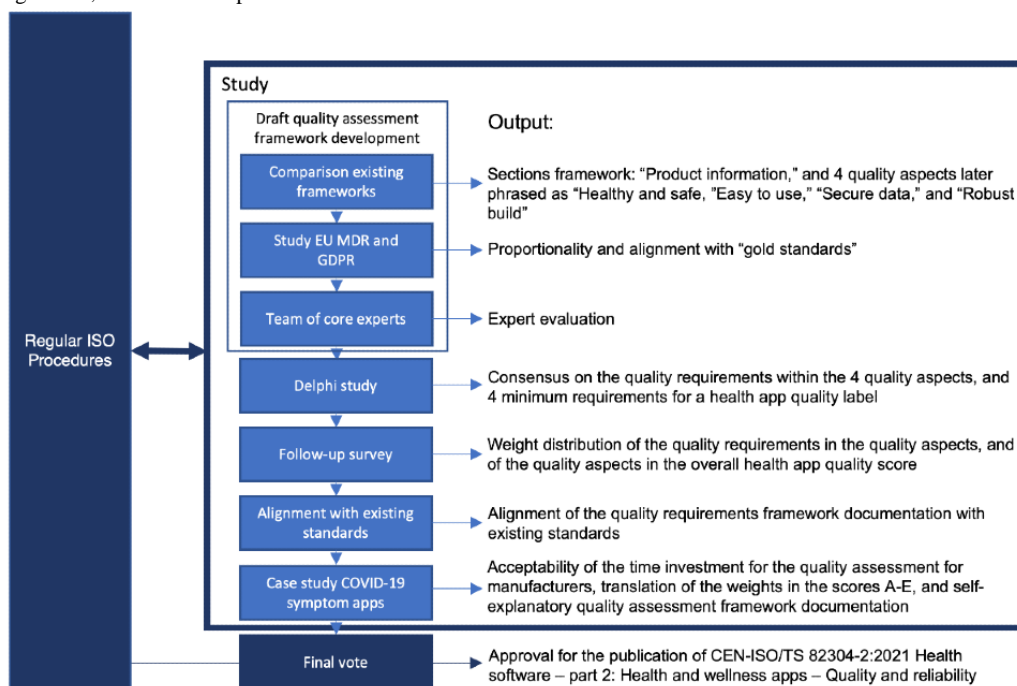 Study
Draft quality assessment
framework development
Output:
Comparison existing
frameworks
Sections framework: “Product information,” and 4 quality aspects later
phrased as “Healthy and safe, ”Easy to use,” “Secure data,” and “Robust
build”
Study EU MDR and
GDPR
Proportionality and alignment with “gold standards”
Team of core experts
Expert evaluation
Regular ISO
Procedures
Delphi study
Consensus on the quality requirements within the 4 quality aspects, and
4 minimum requirements for a health app quality label
Follow-up survey
Weight distribution of the quality requirements in the quality aspects, and
of the quality aspects in the overall health app quality score
Alignment with existing
standards
Alignment of the quality requirements framework documentation with
existing standards
Case study COVID-19
symptom apps
Acceptability of the time investment for the quality assessment for
manufacturers, translation of the weights in the scores A-E, and self-
explanatory quality assessment framework documentation
Final vote
Approval for the publication of CEN-ISO/TS 82304-2:2021 Health
software – part 2: Health and wellness apps – Quality and reliability